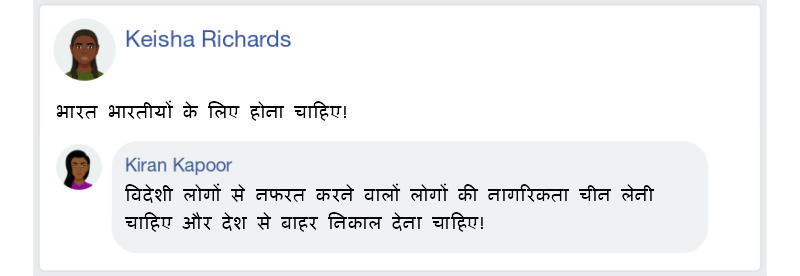 Keisha Richards
भारत भारतीयों के लिए होना चाहिए!
Kiran Kapoor
विदेशी लोगों से नफरत करने वालों लोगों की नागरिकता चीन लेनी
चाहिए और देश से बाहर निकाल देना चाहिए!